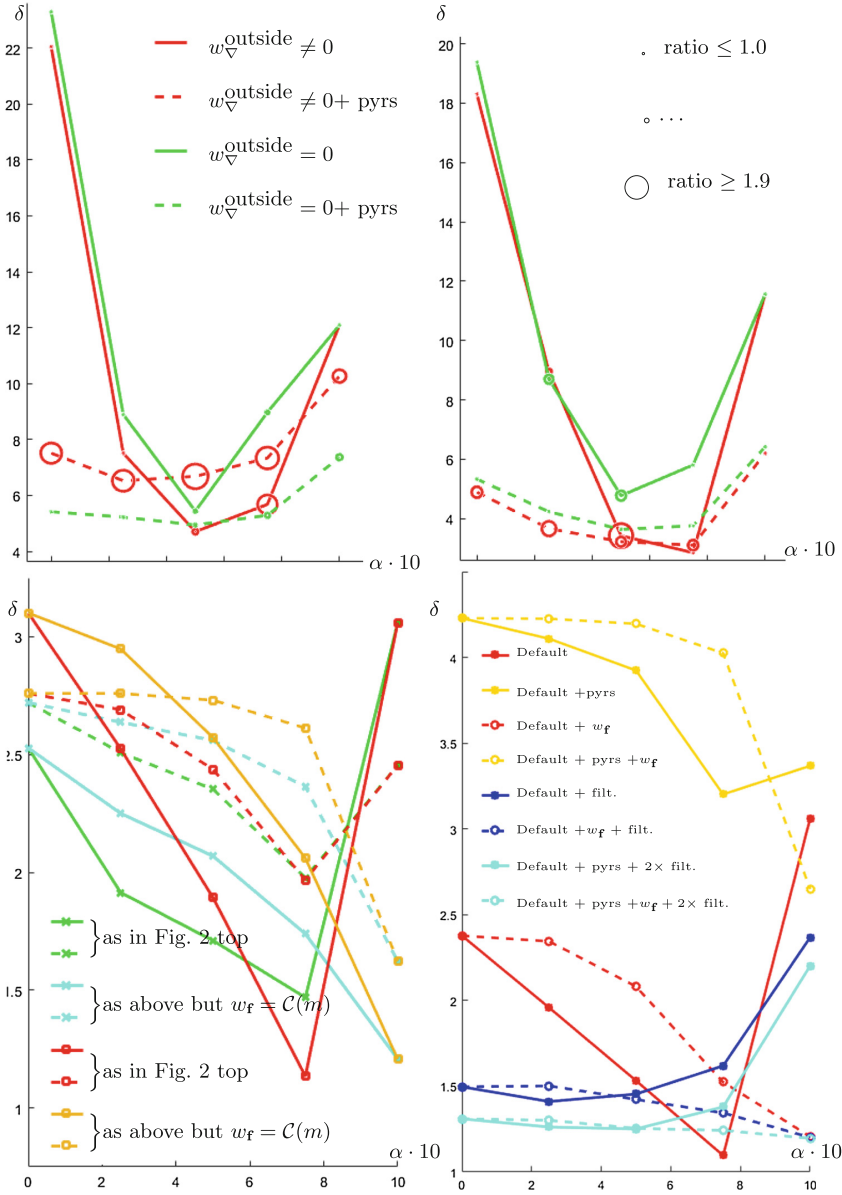 δ
22
20
18
16
14
12
10
8
6
4
w∇outside ≠ 0
w∇outside ≠ 0+ pyrs
w∇outside = 0
w∇outside = 0+ pyrs
α · 10
δ
20
18
16
14
12
10
8
6
4
ratio ≤ 1.0
···
ratio ≥ 1.9
α · 10
δ
3
2.5
2
1.5
1
}as in Fig. 2 top
}as above but wf = C(m)
}as in Fig. 2 top
}as above but wf = C(m)
α · 10
0 2 4 6 8 10
δ
4
3.5
3
2.5
2
1.5
1
Default
Default +pyrs
Default + wf
Default + pyrs +wf
Default + filt.
Default +wf + filt.
Default + pyrs + 2× filt.
Default + pyrs +wf + 2× filt.
α · 10
0 2 4 6 8 10